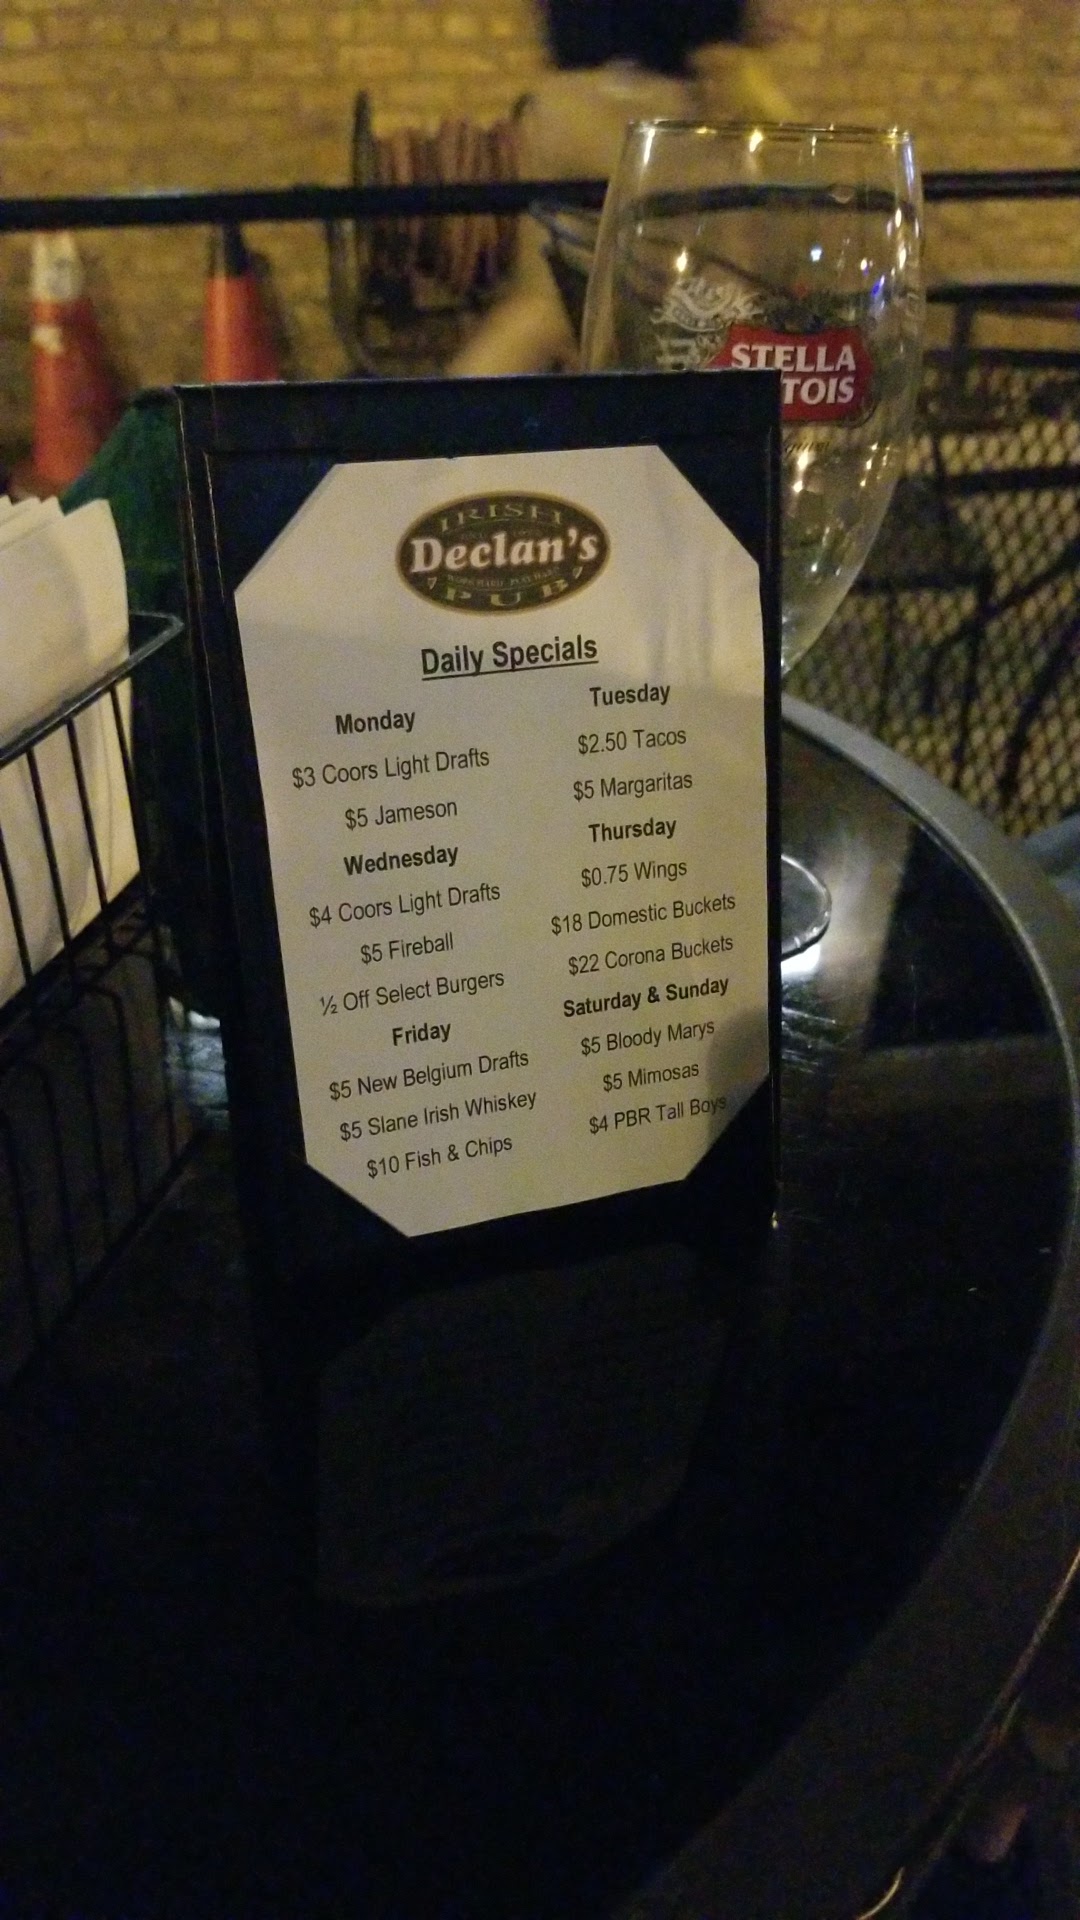 STELLA
TOIS
IRISH
Declan's
PUB
Daily Specials
Monday
$3 Coors Light Drafts
$5 Jameson
Wednesday
$4 Coors Light Drafts
$5 Fireball
½ Off Select Burgers
Friday
$5 New Belgium Drafts
$5 Slane Irish Whiskey
$10 Fish & Chips
Tuesday
$2.50 Tacos
$5 Margaritas
Thursday
$0.75 Wings
$18 Domestic Buckets
$22 Corona Buckets
Saturday & Sunday
$5 Bloody Marys
$5 Mimosas
$4 PBR Tall Boys